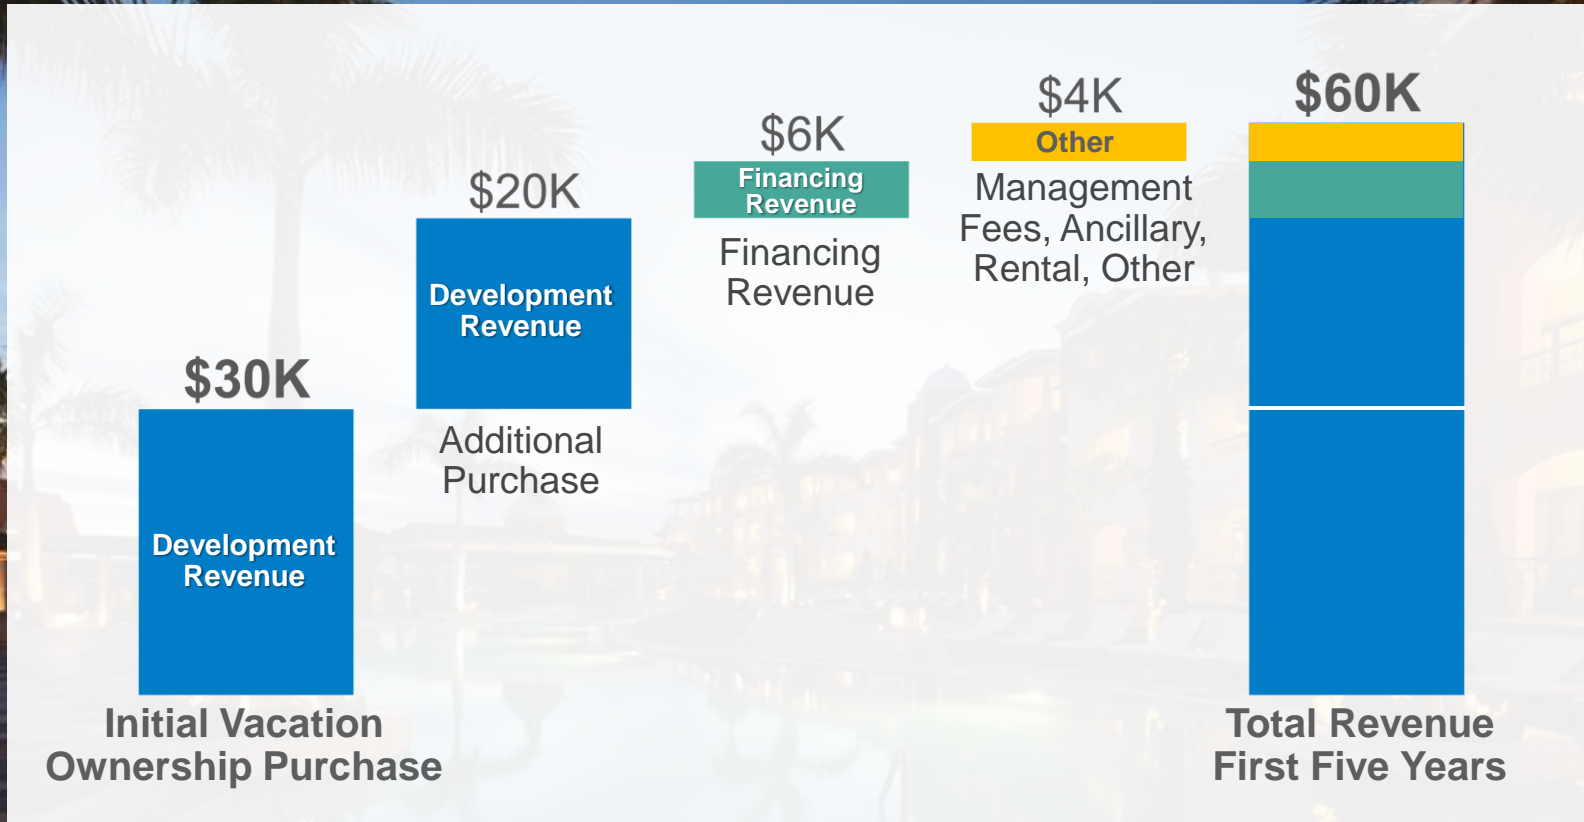 $30K
Development
Revenue
Initial Vacation
Ownership Purchase
$20K
Development
Revenue
Additional
Purchase
$6K
Financing
Revenue
Financing
Revenue
$4K
Other
Management
Fees, Ancillary,
Rental, Other
$60K
Total Revenue
First Five Years